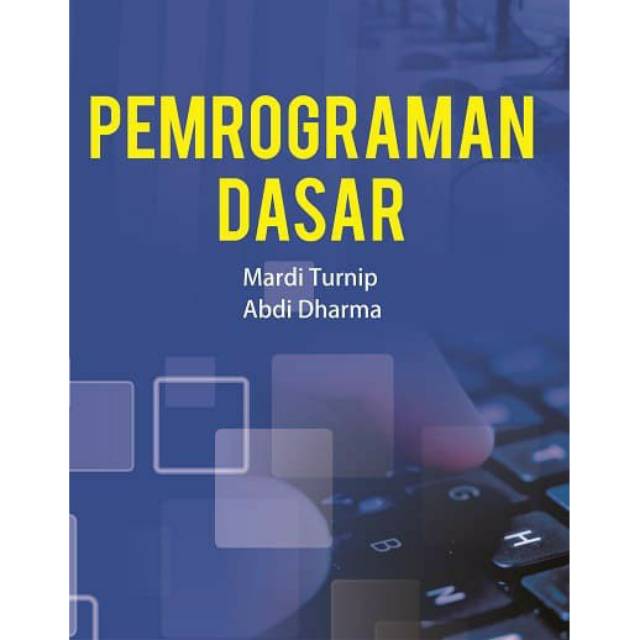 PEMROGRAMAN
DASAR
Mardi Turnip
Abdi Dharma
G
B
H
N